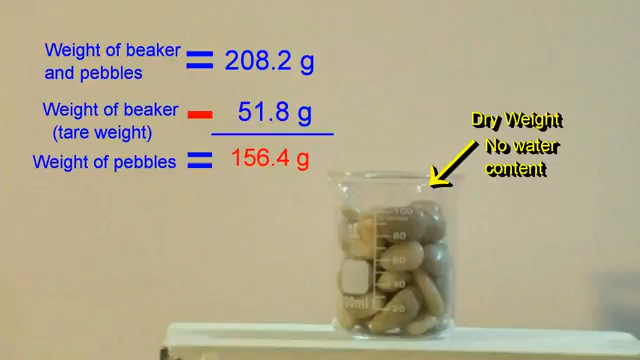 Weight of beaker
and pebbles = 208.2 g
Weight of beaker
(tare weight) - 51.8 g
Weight of pebbles = 156.4 g
Dry Weight
No water
content
100
80
60
40
20